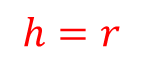 h = r